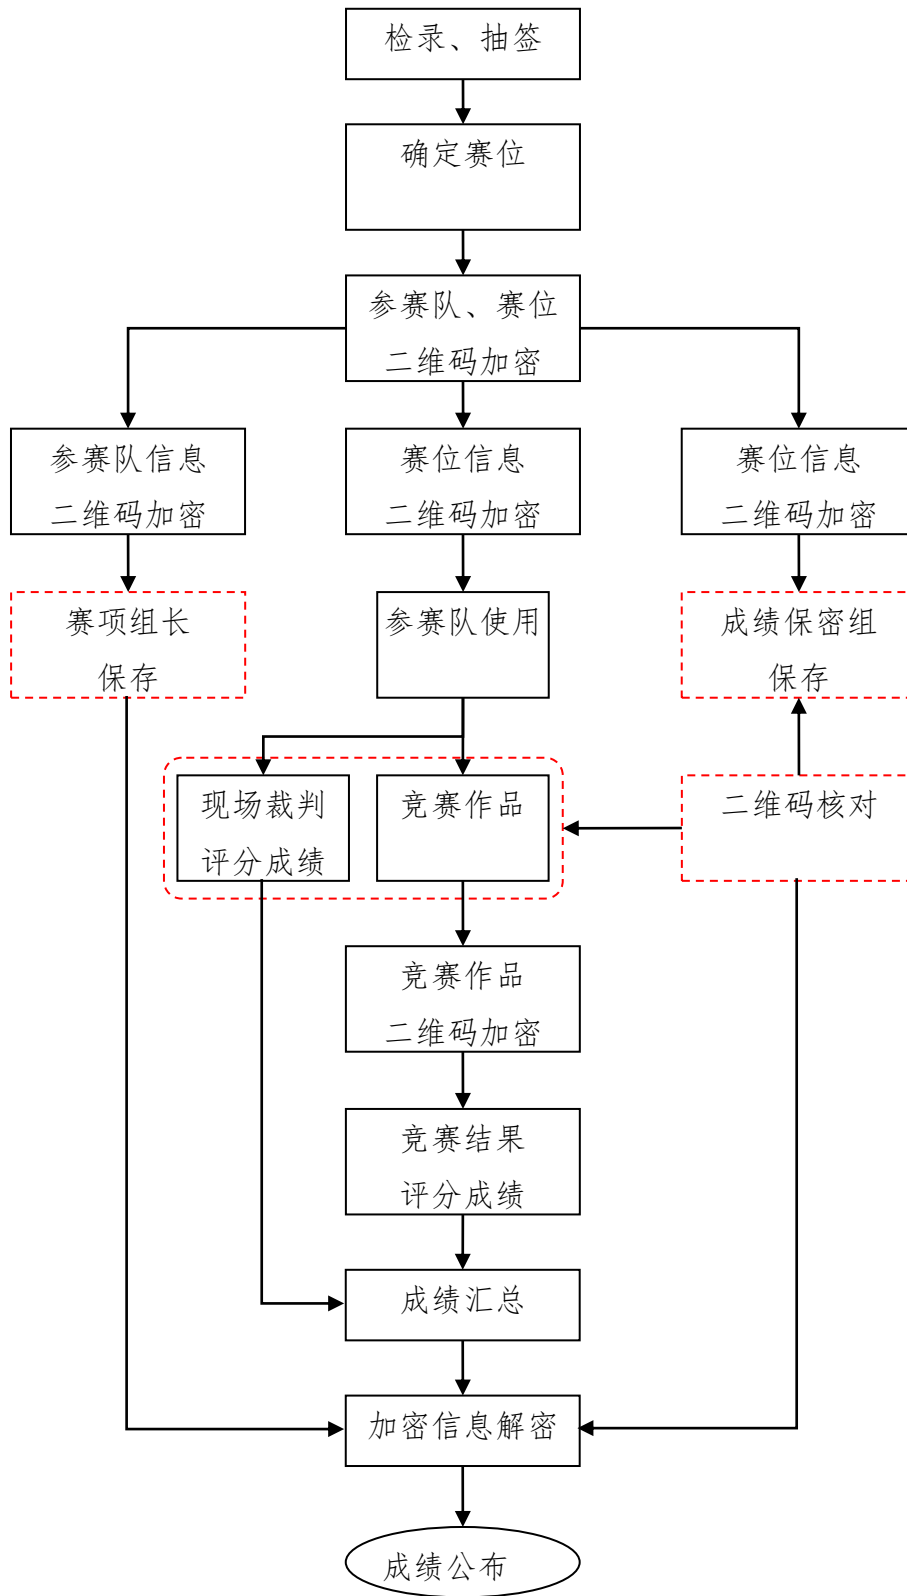 检录、抽签
确定赛位
参赛队、赛位
二维码加密
参赛队信息
二维码加密
赛位信息
二维码加密
赛位信息
二维码加密
赛项组长
保存
参赛队使用
成绩保密组
保存
现场裁判
评分成绩
竞赛作品
二维码核对
竞赛作品
二维码加密
竞赛结果
评分成绩
成绩汇总
加密信息解密
成绩公布